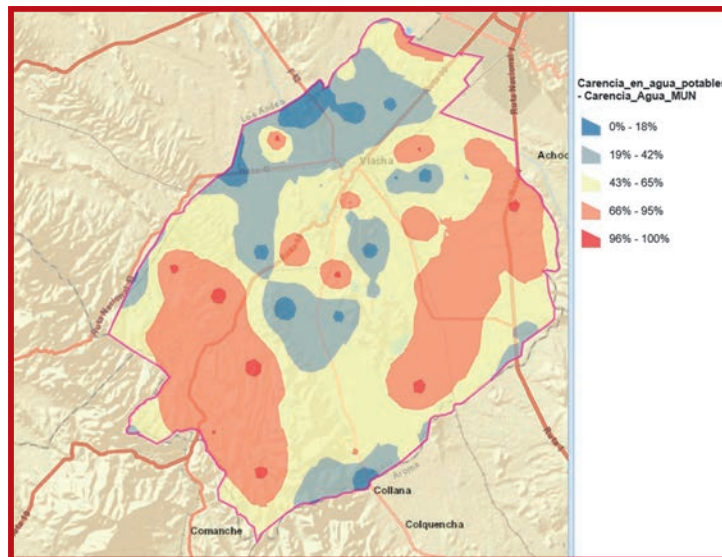 Carencia_en_agua_potables
- Carencia_Agua_MUN
0% - 18%
19% - 42%
43% - 65%
66% - 95%
96% - 100%
Los Andes
Viacha
Achoc
Ruta Nacional
Aroma
Collana
Colquencha
Comanche